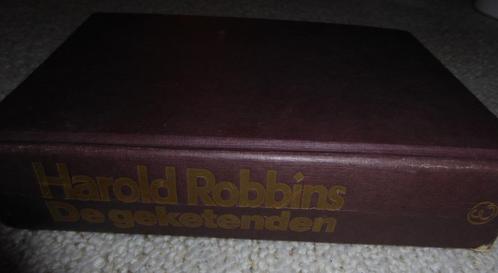 Harold Robbins
De geketenden